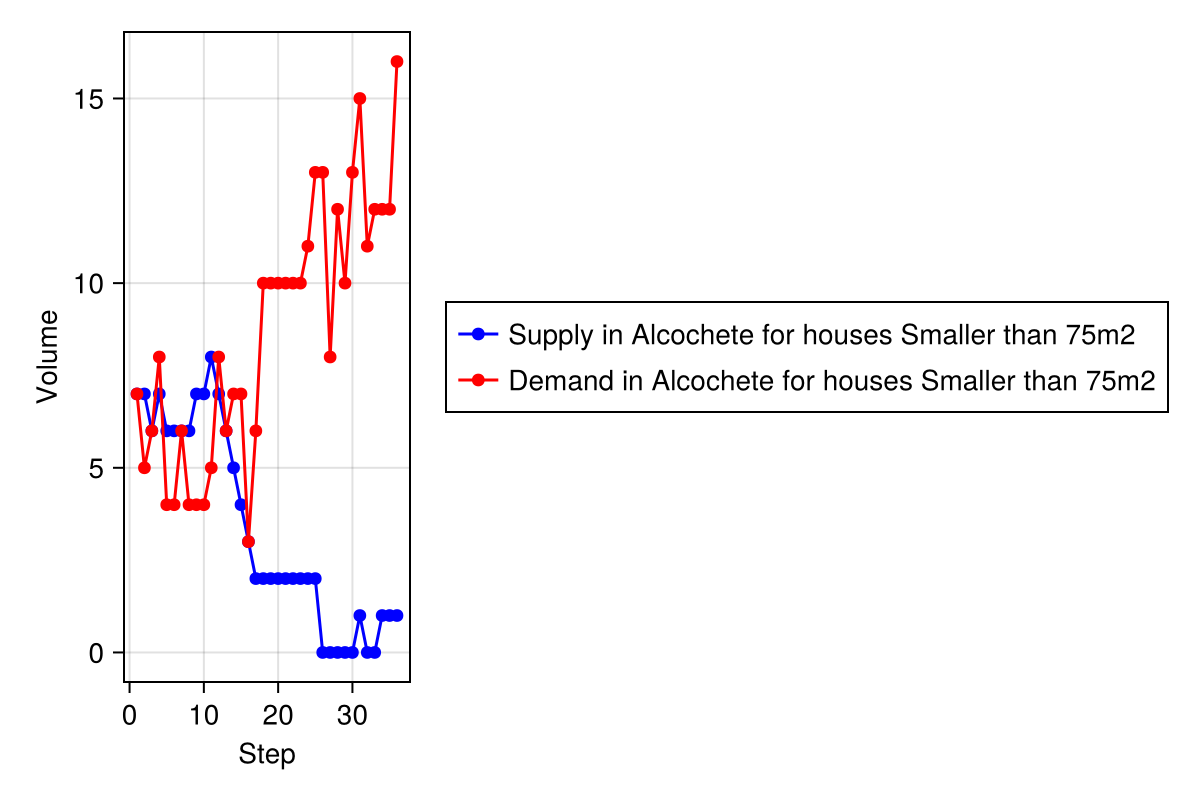 15
10
5
0
Volume
0 10 20 30
Step
Supply in Alcochete for houses Smaller than 75m2
Demand in Alcochete for houses Smaller than 75m2